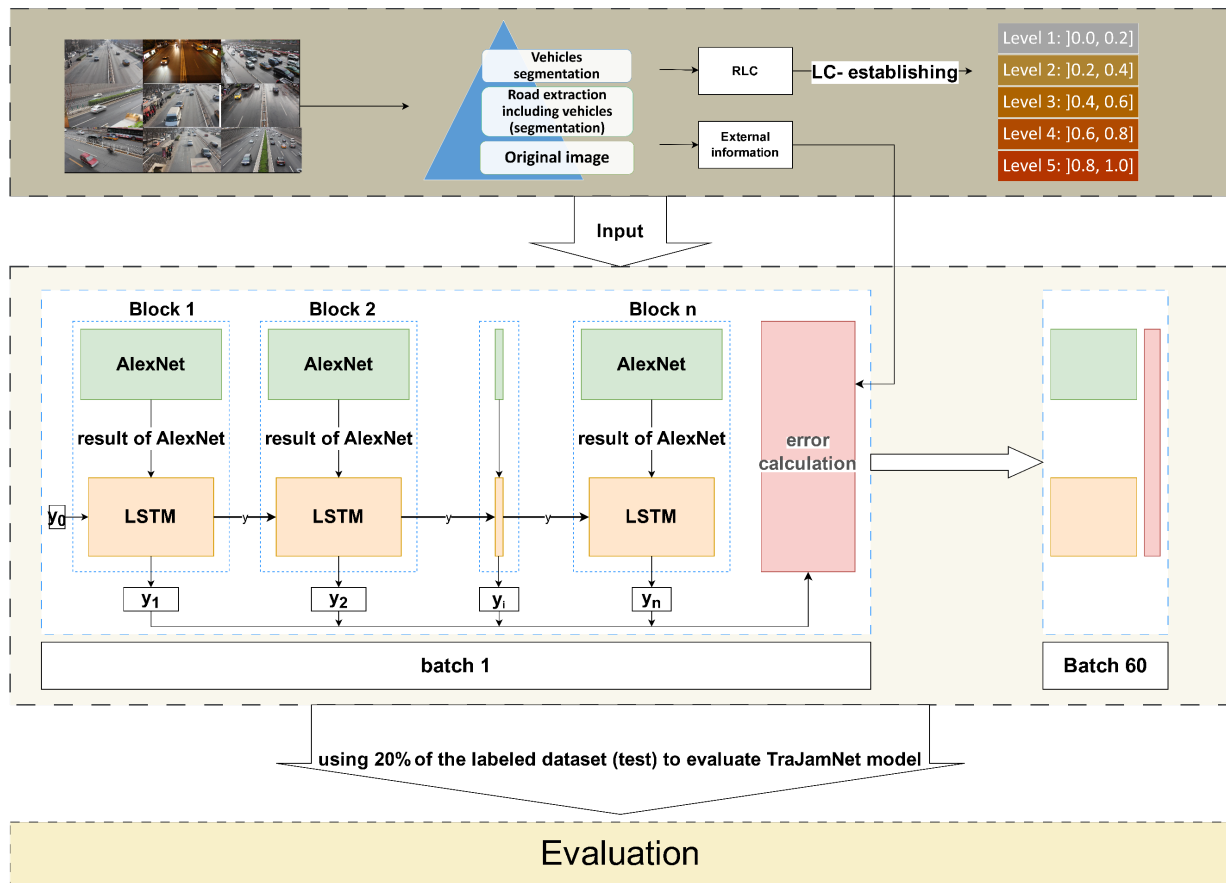 Vehicles
segmentation
Road extraction
including vehicles
(segmentation)
Original image
RLC
External
information
LC- establishing
Level 1: ]0.0, 0.2]
Level 2: ]0.2, 0.4]
Level 3: ]0.4, 0.6]
Level 4: ]0.6, 0.8]
Level 5: ]0.8, 1.0]
Input
Block 1
Block 2
Block n
AlexNet
AlexNet
AlexNet
result of AlexNet
result of AlexNet
result of AlexNet
error
calculation
y0
LSTM
y
LSTM
y
y
LSTM
y1
y2
yi
yn
batch 1
Batch 60
using 20% of the labeled dataset (test) to evaluate TraJamNet model
Evaluation